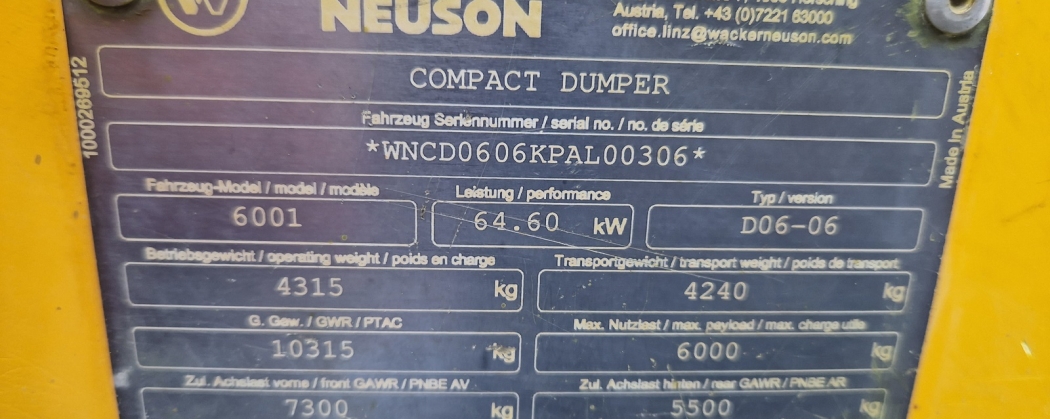 NEUSON
Austria, Tel. +43 (0)7221 63000
office.linz@wackerneuson.com
1000289612
COMPACT DUMPER
Fahrzeug Seriennummer / serial no. / no. de série
*WNCD0606KPAL00306*
Made in Austria
Fahrzeug-Model / model / modèle
Leistung / performance
Typ / version
6001
64.60 kW
D06-06
Betriebsgewicht / operating weight / poids en charge
Transportgewicht / transport weight / poids de transport
4315 kg
4240 kg
G. Gew. / GWR / PTAC
Max. Nutzlast / max. payload / max. charge utile
10315 kg
6000 kg
Zul. Achslast vorne / front GAWR / PNBE AV
Zul. Achslast hinten / rear GAWR / PNBE AR
7300 kg
5500 kg